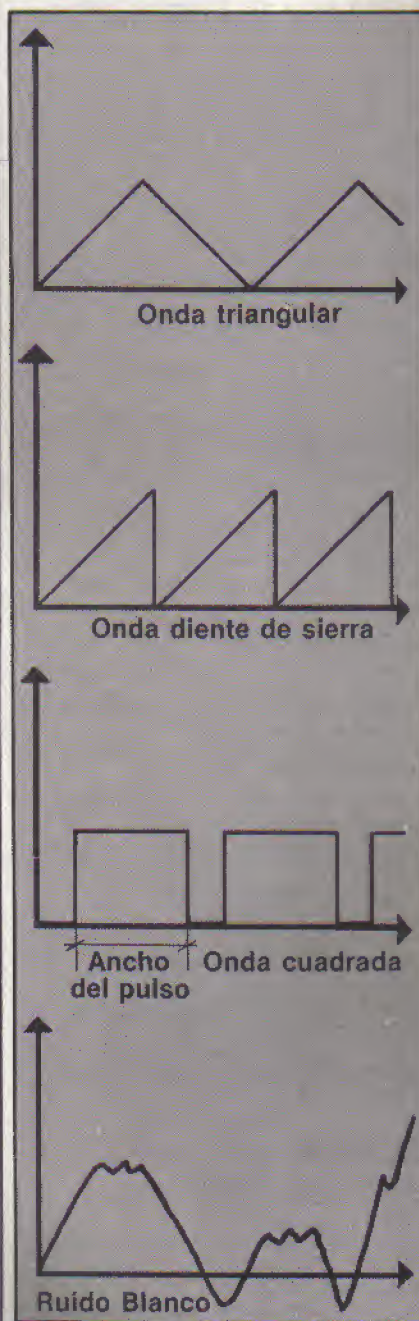 Onda triangular
Onda diente de sierra
Ancho del pulso
Onda cuadrada
Ruido Blanco